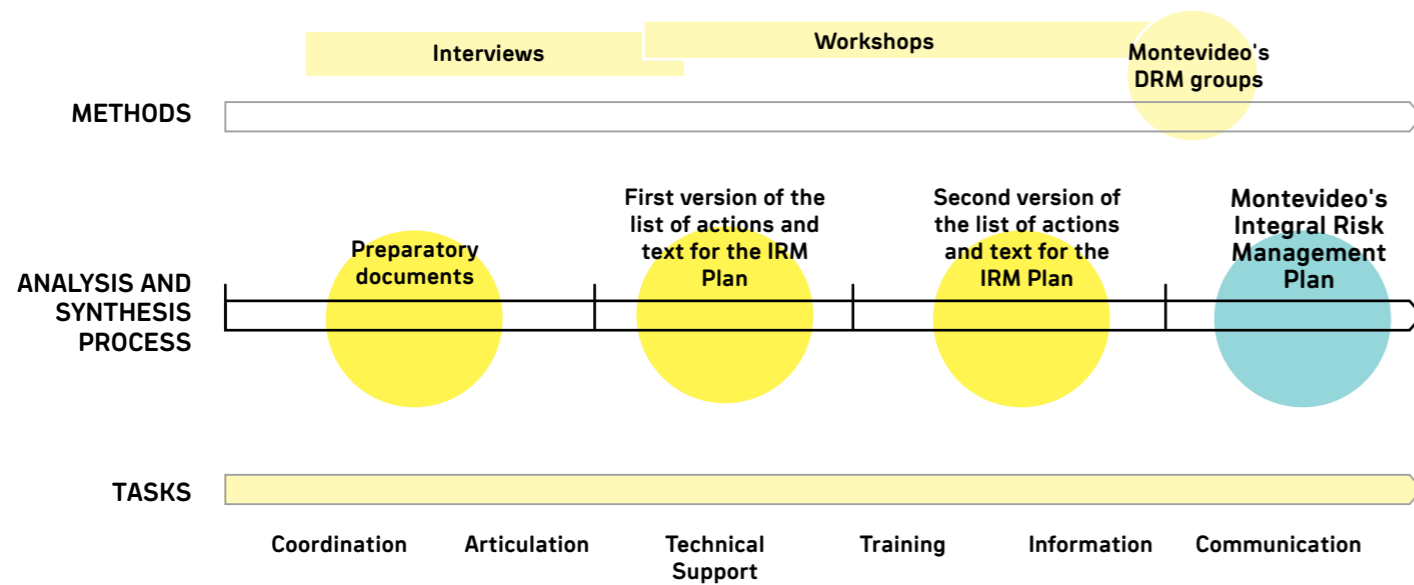 Interviews
Workshops
Montevideo's
DRM groups
METHODS
Preparatory
documents
First version of the
list of actions and
text for the IRM
Plan
Second version of
the list of actions
and text for the
IRM Plan
Montevideo's
Integral Risk
Management
Plan
ANALYSIS AND
SYNTHESIS
PROCESS
TASKS
Coordination
Articulation
Technical
Support
Training
Information
Communication